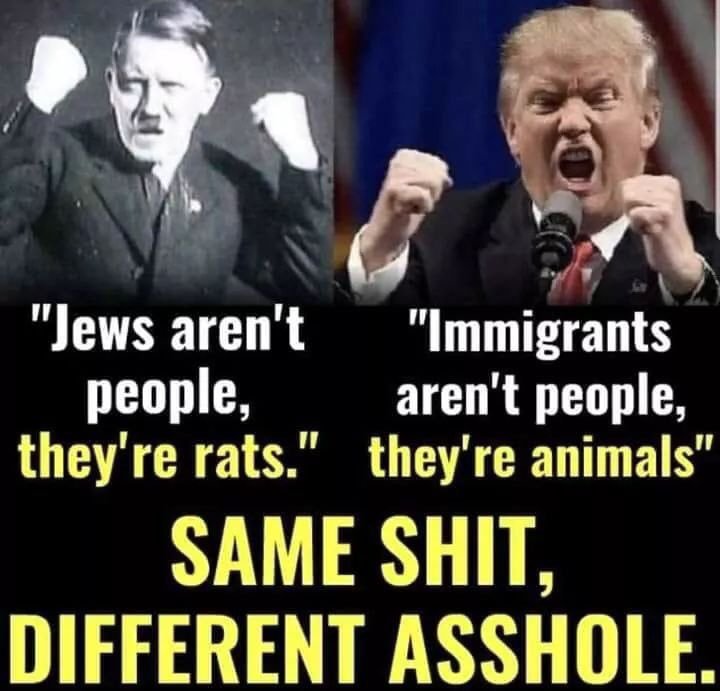 "Jews aren't
people,
they're rats."
"Immigrants
aren't people,
they're animals"
SAME SHIT,
DIFFERENT ASSHOLE.